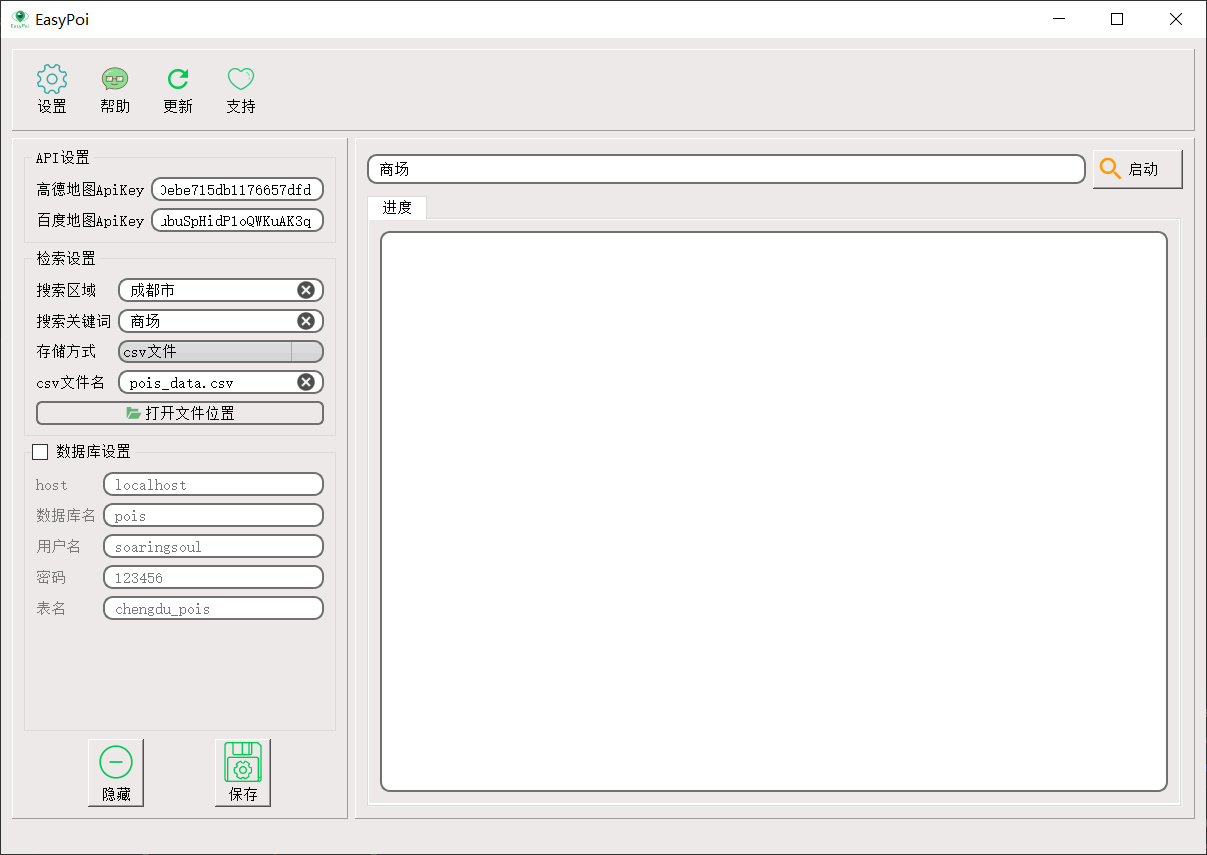 EasyPoi
设置
帮助
更新
支持
API设置
高德地图ApiKey
0ebe715db1176657dfd
百度地图ApiKey
ubuSpHidP1oQWKuAK3q
检索设置
搜索区域 成都市
搜索关键词 商场
存储方式 csv文件
csv文件名 pois_data.csv
打开文件位置
数据库设置
host localhost
数据库名 pois
用户名 soaringsoul
密码 123456
表名 chengdu_pois
隐藏
保存
商场
启动
进度